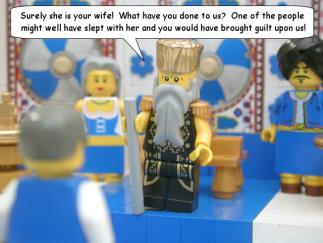 Surely she is your wife!  What have you done to us?  One of the people
might well have slept with her and you would have brought guilt upon us!